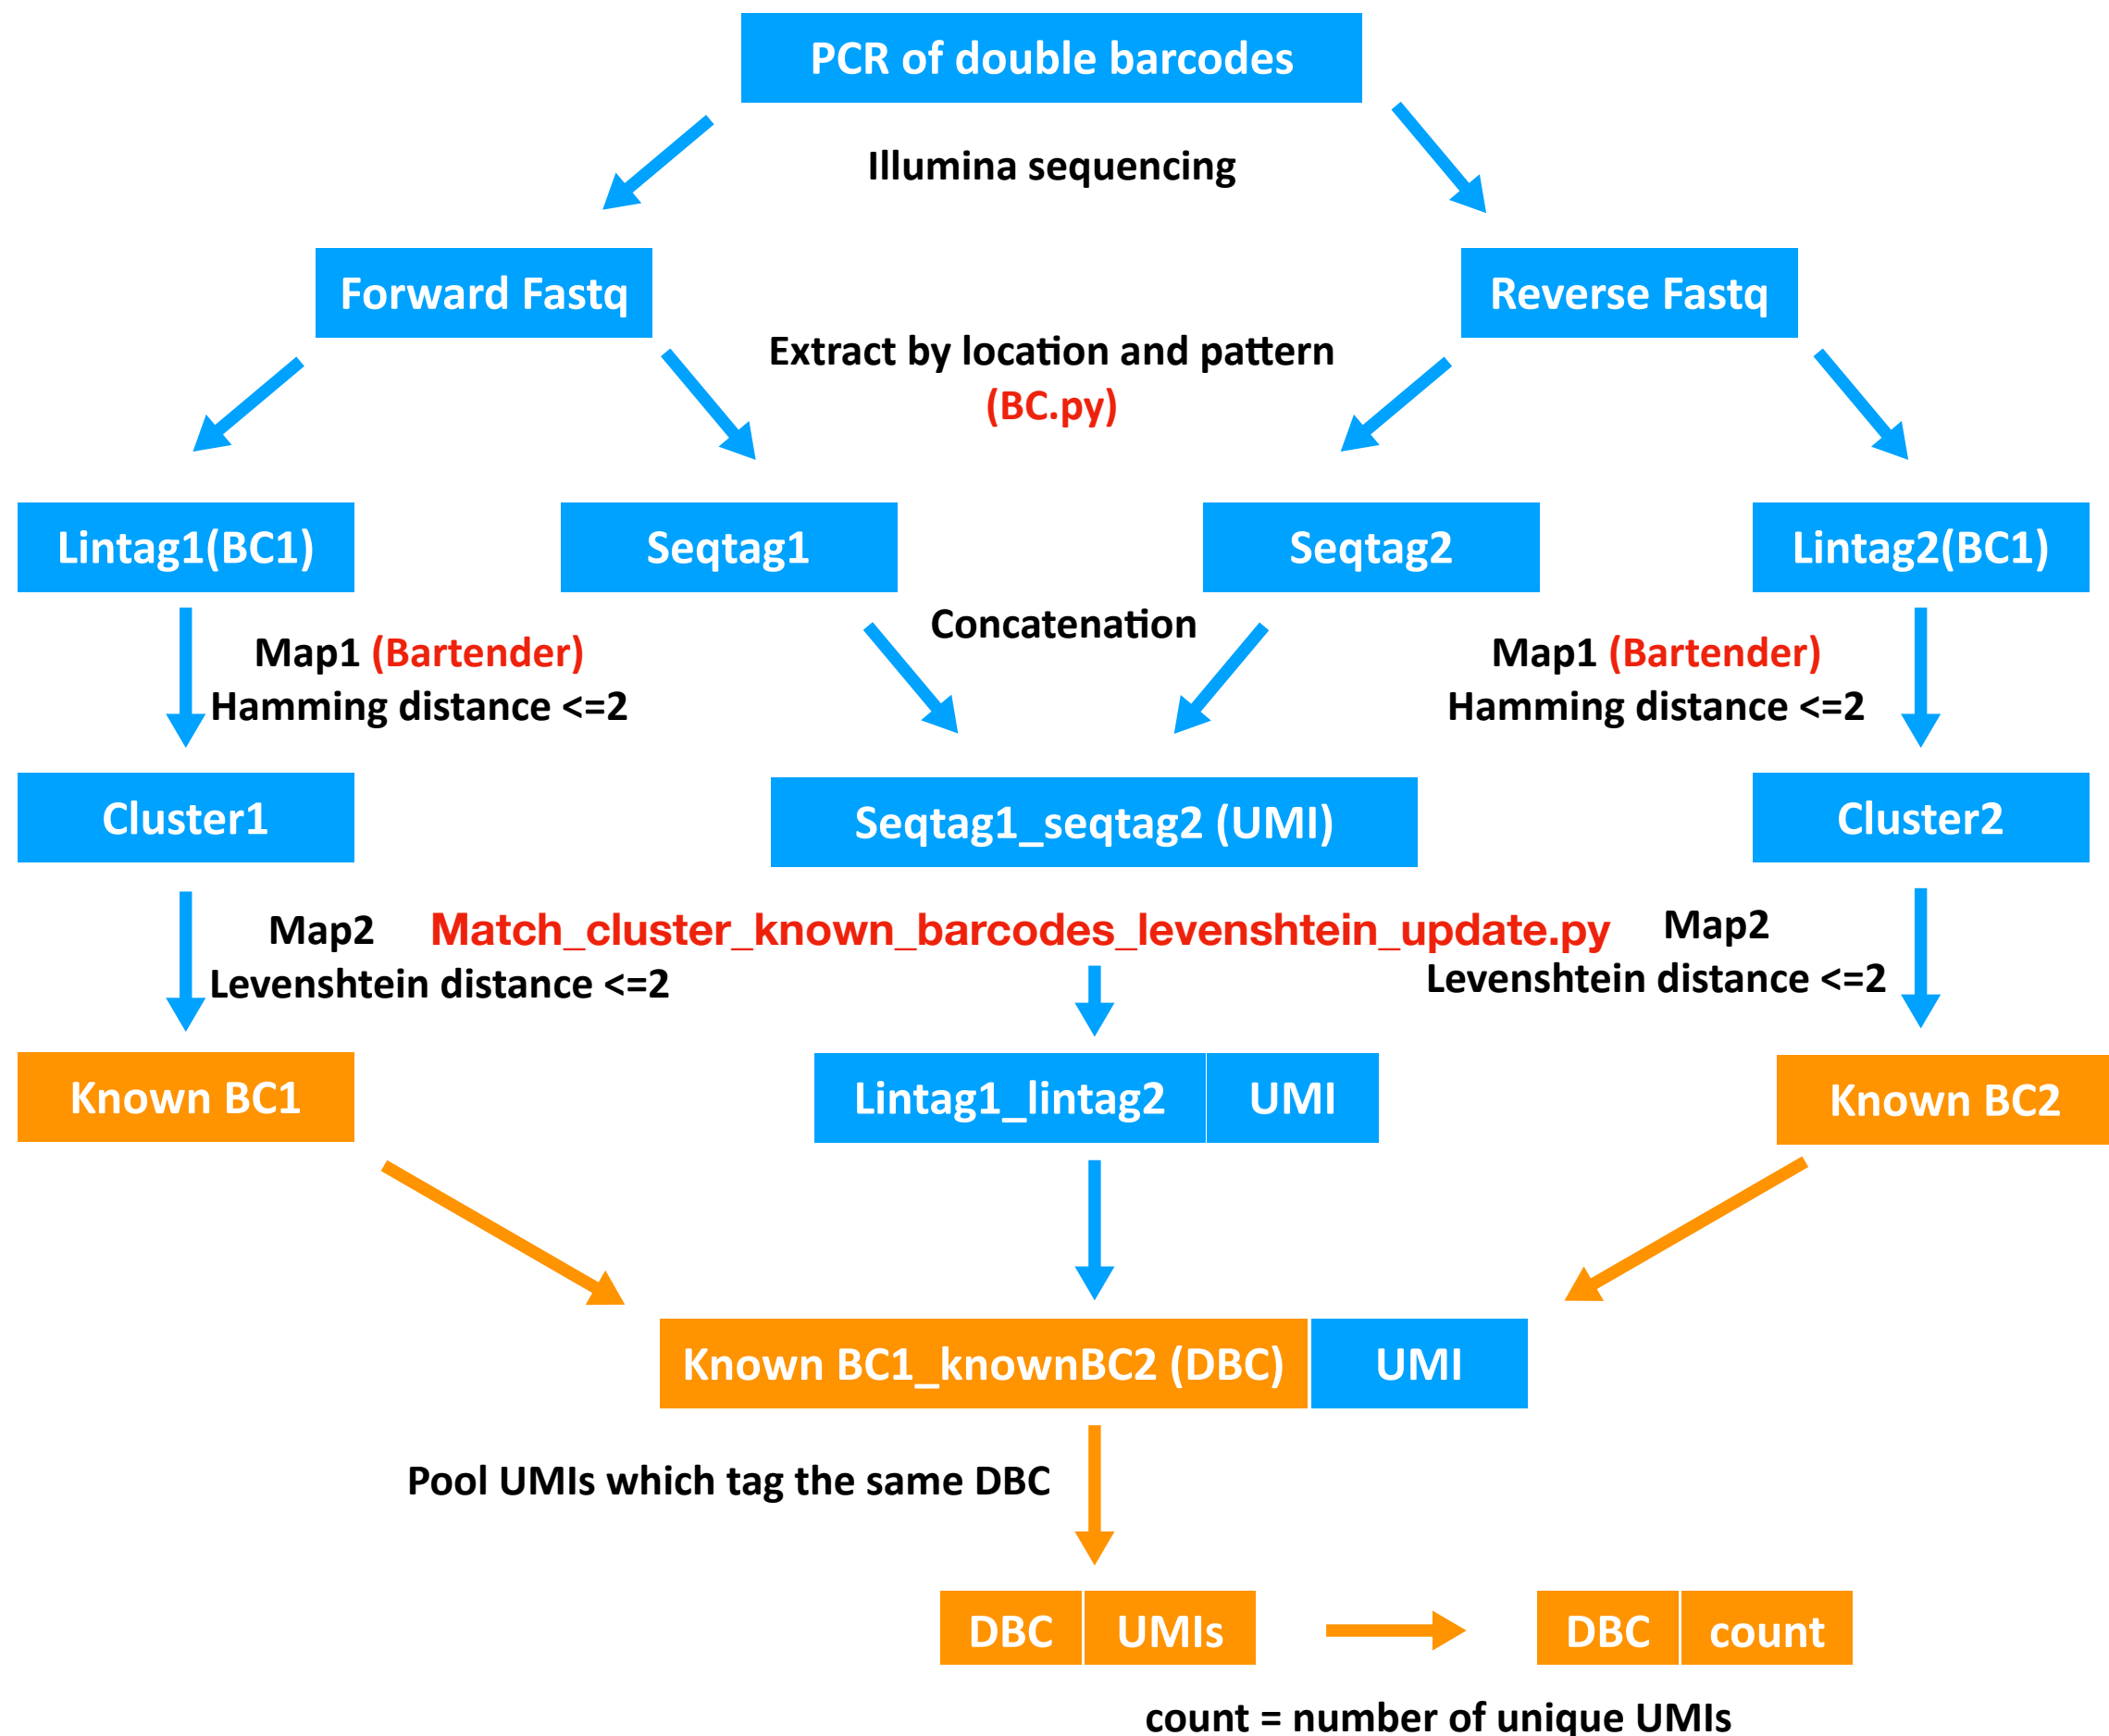 PCR of double barcodes
Illumina sequencing
Forward Fastq
Reverse Fastq
Extract by location and pattern
(BC.py)
Lintag1(BC1)
Seqtag1
Seqtag2
Lintag2(BC1)
Concatenation
Map1 (Bartender)
Hamming distance <=2
Map1 (Bartender)
Hamming distance <=2
Cluster1
Seqtag1_seqtag2 (UMI)
Cluster2
Map2
Levenshtein distance <=2
Match_cluster_known_barcodes_levenshtein_update.py
Map2
Levenshtein distance <=2
Known BC1
Lintag1_lintag2
UMI
Known BC2
Known BC1_knownBC2 (DBC)
UMI
Pool UMIs which tag the same DBC
DBC
UMIs
DBC
count
count = number of unique UMIs